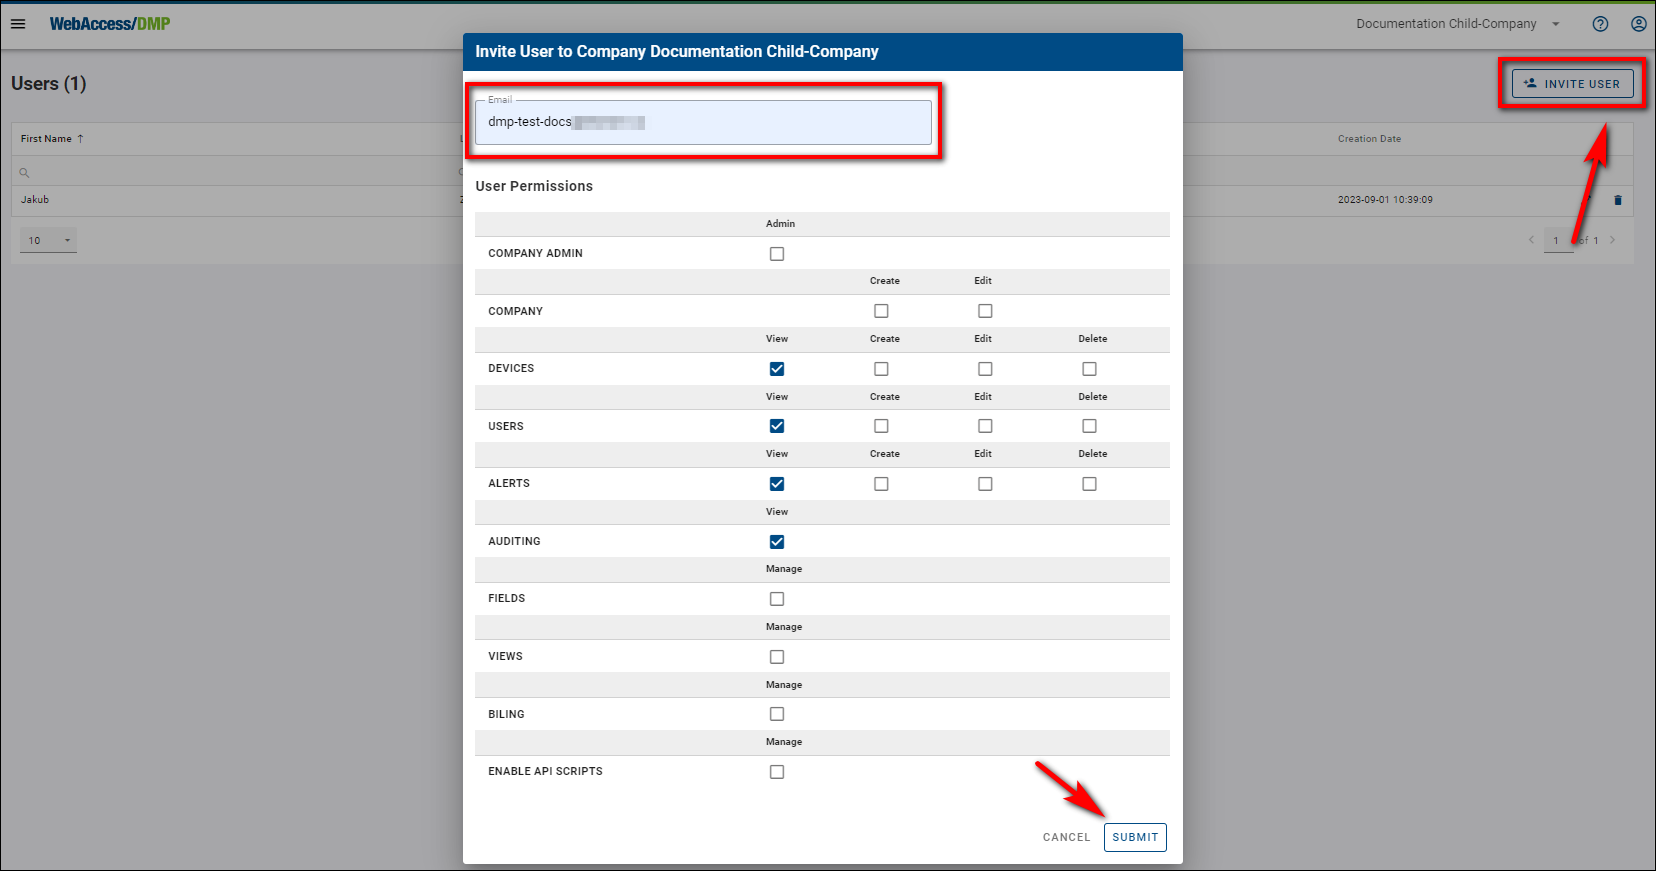 WebAccess/DMP
Documentation Child-Company
Invite User to Company Documentation Child-Company
Users (1)
INVITE USER
Email
dmp-test-docs
First Name
Creation Date
User Permissions
Jakub
2023-09-01 10:39:09
Admin
10
1 of 1
COMPANY ADMIN
Create Edit
COMPANY
View Create Edit Delete
DEVICES
View Create Edit Delete
USERS
View Create Edit Delete
ALERTS
View
AUDITING
Manage
FIELDS
Manage
VIEWS
Manage
BILING
Manage
ENABLE API SCRIPTS
CANCEL SUBMIT